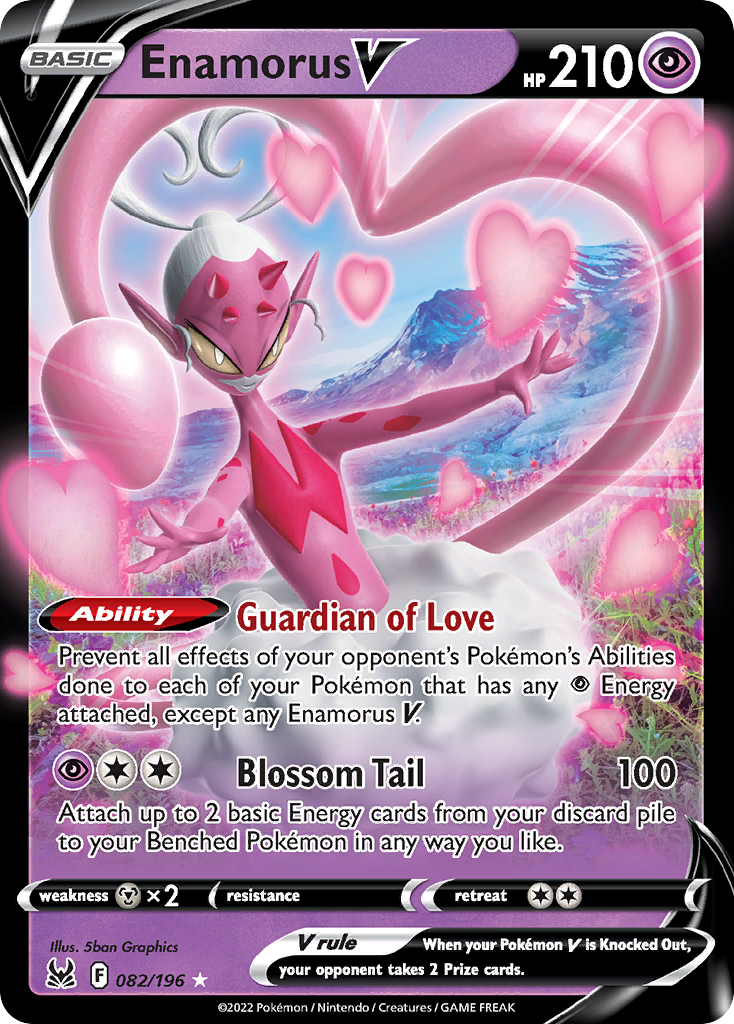 BASIC
Enamorus V
HP 210
Ability Guardian of Love
Prevent all effects of your opponent's Pokémon's Abilities
done to each of your Pokémon that has any Energy
attached, except any Enamorus V.
Blossom Tail 100
Attach up to 2 basic Energy cards from your discard pile
to your Benched Pokémon in any way you like.
weakness ×2 resistance retreat
Illus. 5ban Graphics
V rule When your Pokémon V is Knocked Out,
your opponent takes 2 Prize cards.
F 082/196 ★
©2022 Pokémon / Nintendo / Creatures / GAME FREAK